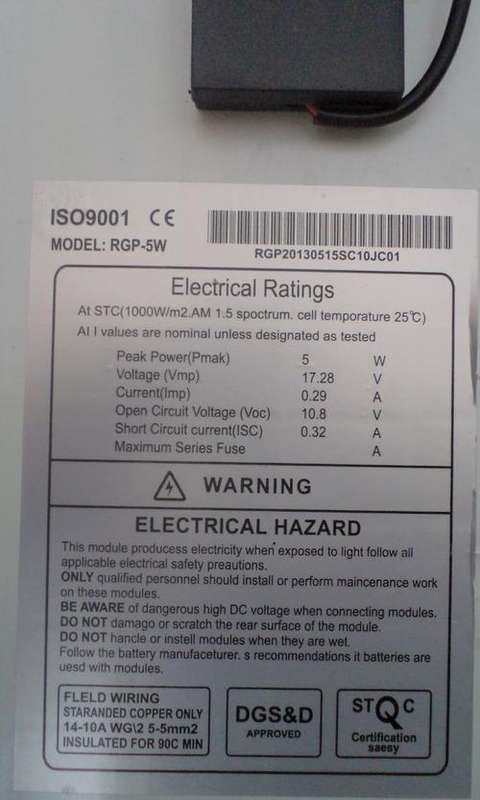 ISO9001 CE
MODEL: RGP-5W
RGP20130515SC10JC01
Electrical Ratings
At STC(1000W/m2.AM 1.5 spoctrum. cell temporature 25℃)
AI I values are nominal unless designated as tested
Peak Power(Pmak) 5 W
Voltage (Vmp) 17.28 V
Current(Imp) 0.29 A
Open Circuit Voltage (Voc) 10.8 V
Short Circuit current(ISC) 0.32 A
Maximum Series Fuse A
WARNING
ELECTRICAL HAZARD
This module producess electricity when exposed to light follow all
applicable electrical safety preautions.
ONLY qualified personnel should install or perform maincenance work
on these modules.
BE AWARE of dangerous high DC voltage when connecting modules.
DO NOT damago or scratch the rear surface of the module.
DO NOT hancle or instell modules when they are wet.
Follow the battery manufaceturer. s recommendations it batteries are
uesd with modules.
FLELD WIRING
STARANDED COPPER ONLY
14-10A WG\2 5-5mm2
INSULATED FOR 90C MIN
DGS&D
APPROVED
STQC
Certification
saesy